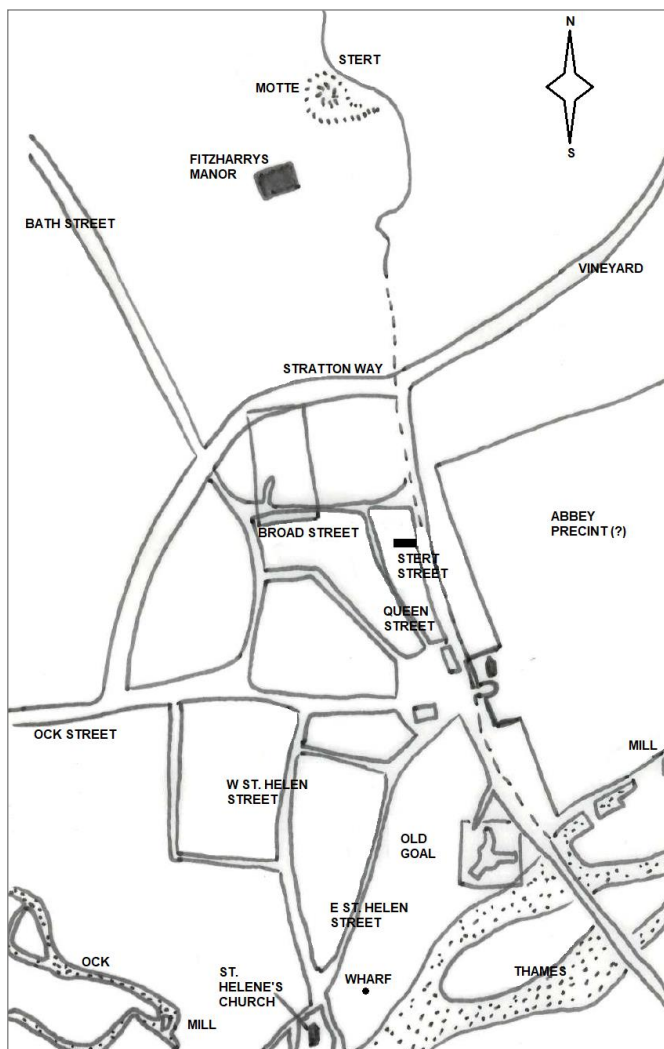 N
STERT
MOTTE
S
FITZHARRYS
MANOR
BATH STREET
VINEYARD
STRATTON WAY
ABBEY
PRECINT (?)
BROAD STREET
STERT
STREET
QUEEN
STREET
OCK STREET
MILL
W ST. HELEN
STREET
OLD
GOAL
E ST. HELEN
STREET
OCK
ST.
HELENE'S
CHURCH
WHARF
THAMES
MILL